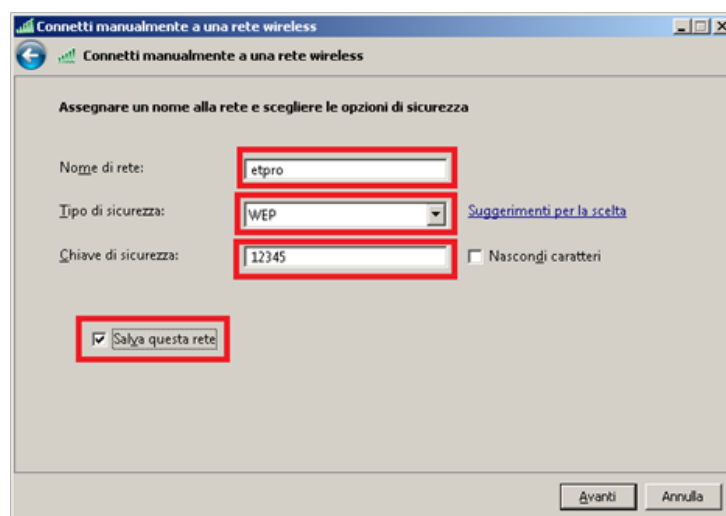 Connetti manualmente a una rete wireless
Connetti manualmente a una rete wireless
Assegnare un nome alla rete e scegliere le opzioni di sicurezza
Nome di rete: etpro
Tipo di sicurezza: WEP Suggerimenti per la scelta
Chiave di sicurezza: 12345 Nascondi caratteri
Salva questa rete
Avanti Annulla